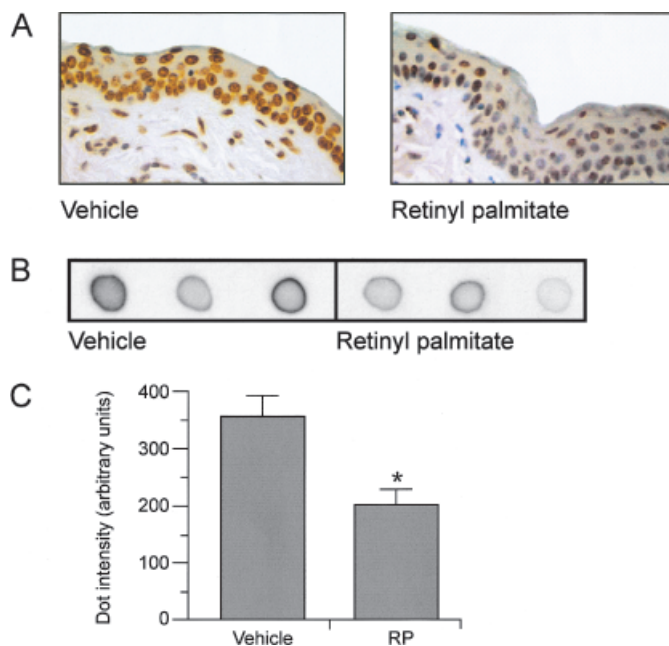 A
Vehicle
Retinyl palmitate
B
Vehicle
Retinyl palmitate
C
Dot intensity (arbitrary units)
400
300
200
100
0
*
Vehicle
RP